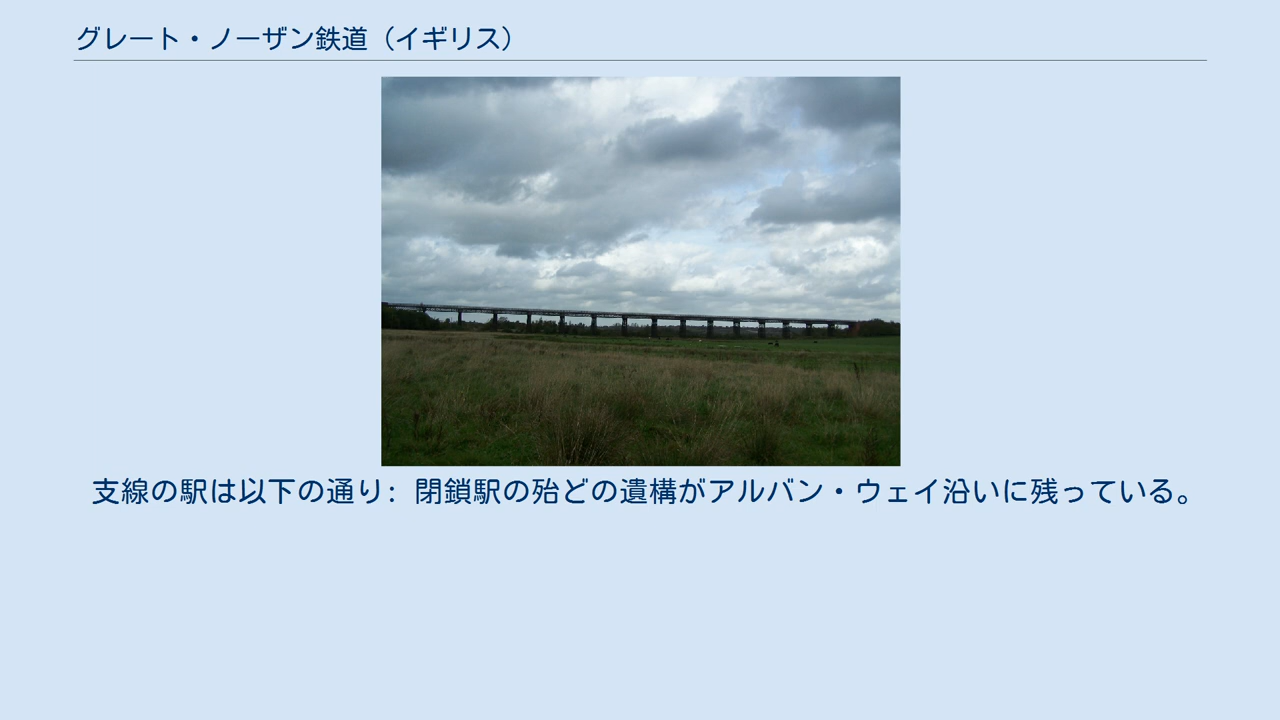 グレート・ノーザン鉄道（イギリス）
支線の駅は以下の通り: 閉鎖駅の殆どの遺構がアルバン・ウェイ沿いに残っている。